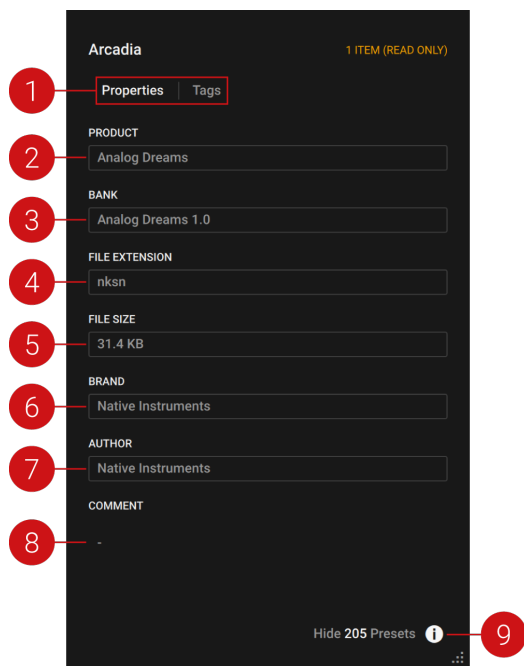 Arcadia 1 ITEM (READ ONLY)
1 Properties Tags
PRODUCT
2 Analog Dreams
BANK
3 Analog Dreams 1.0
FILE EXTENSION
4 nksn
FILE SIZE
5 31.4 KB
BRAND
6 Native Instruments
AUTHOR
7 Native Instruments
COMMENT
8 -
Hide 205 Presets i 9